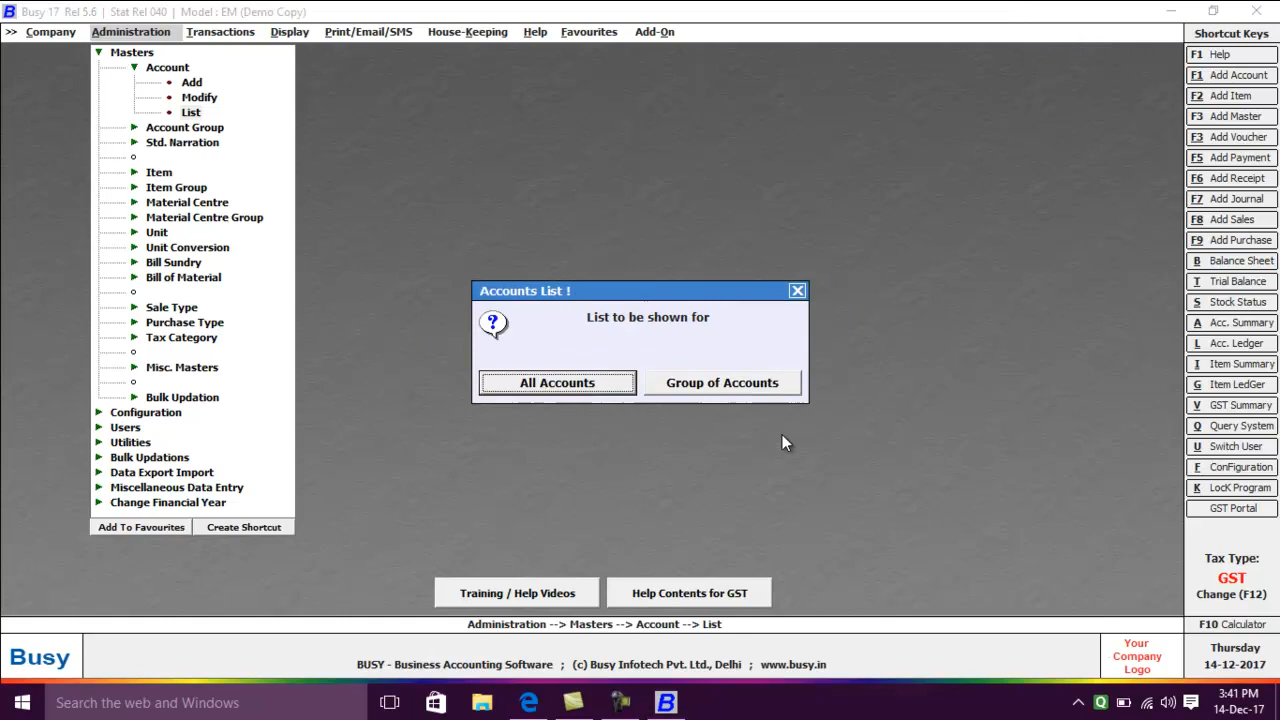 Busy 17 Rel 5.6 | Stat Rel 040 | Model : EM (Demo Copy)
>> Company Administration Transactions Display Print/Email/SMS House-Keeping Help Favourites Add-On
Masters
Account
Add
Modify
List
Account Group
Std. Narration
Item
Item Group
Material Centre
Material Centre Group
Unit
Unit Conversion
Bill Sundry
Bill of Material
Sale Type
Purchase Type
Tax Category
Misc. Masters
Bulk Updation
Configuration
Users
Utilities
Bulk Updations
Data Export Import
Miscellaneous Data Entry
Change Financial Year
Add To Favourites Create Shortcut
Accounts List !
?
List to be shown for
All Accounts Group of Accounts
Training / Help Videos Help Contents for GST
Administration --> Masters --> Account --> List
Shortcut Keys
F1 Help
F1 Add Account
F2 Add Item
F3 Add Master
F3 Add Voucher
F5 Add Payment
F6 Add Receipt
F7 Add Journal
F8 Add Sales
F9 Add Purchase
B Balance Sheet
T Trial Balance
S Stock Status
A Acc. Summary
L Acc. Ledger
I Item Summary
G Item LedGer
V GST Summary
Q Query System
U Switch User
F ConFiguration
K LocK Program
GST Portal
Tax Type:
GST
Change (F12)
F10 Calculator
Busy
BUSY - Business Accounting Software ; (c) Busy Infotech Pvt. Ltd., Delhi ; www.busy.in
Your
Company
Logo
Thursday
14-12-2017
Search the web and Windows
3:41 PM
14-Dec-17